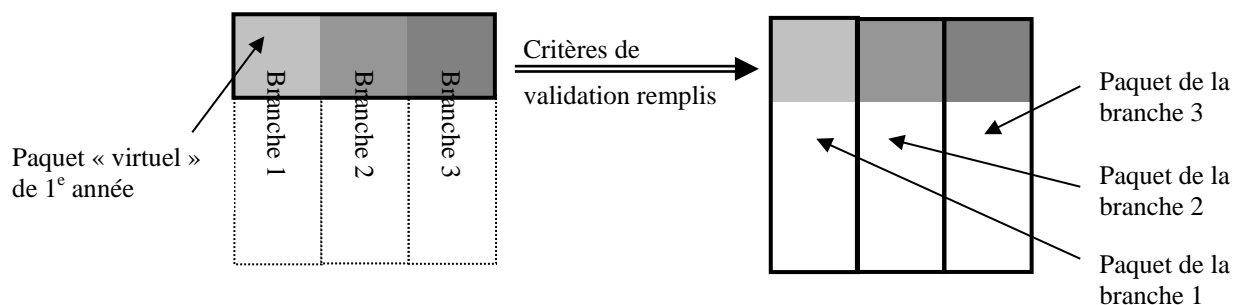 Branche 1
Branche 2
Branche 3
Paquet « virtuel »
de 1e année
Critères de
validation remplis
Paquet de la
branche 3
Paquet de la
branche 2
Paquet de la
branche 1